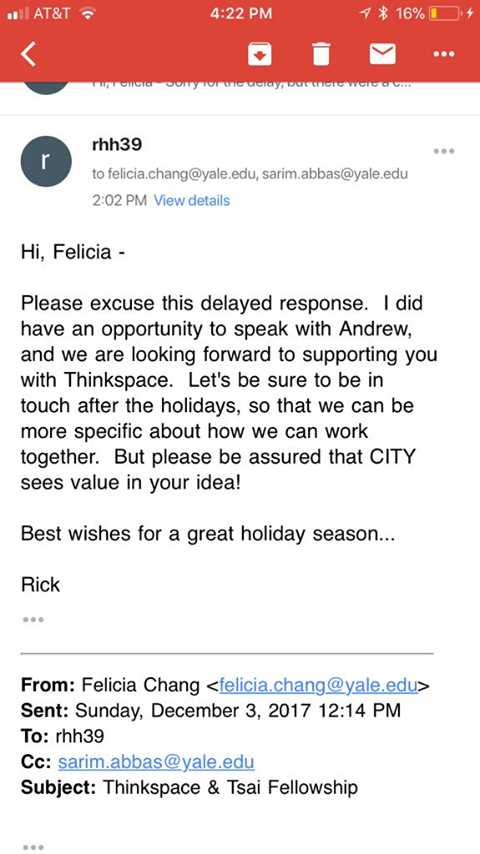 AT&T 4:22 PM 16%
Hi, Felicia - Sorry for the delay, but there were a c...
rhh39
r
to felicia.chang@yale.edu, sarim.abbas@yale.edu
2:02 PM View details
Hi, Felicia -
Please excuse this delayed response. I did
have an opportunity to speak with Andrew,
and we are looking forward to supporting you
with Thinkspace. Let's be sure to be in
touch after the holidays, so that we can be
more specific about how we can work
together. But please be assured that CITY
sees value in your idea!
Best wishes for a great holiday season...
Rick
From: Felicia Chang <felicia.chang@yale.edu>
Sent: Sunday, December 3, 2017 12:14 PM
To: rhh39
Cc: sarim.abbas@yale.edu
Subject: Thinkspace & Tsai Fellowship